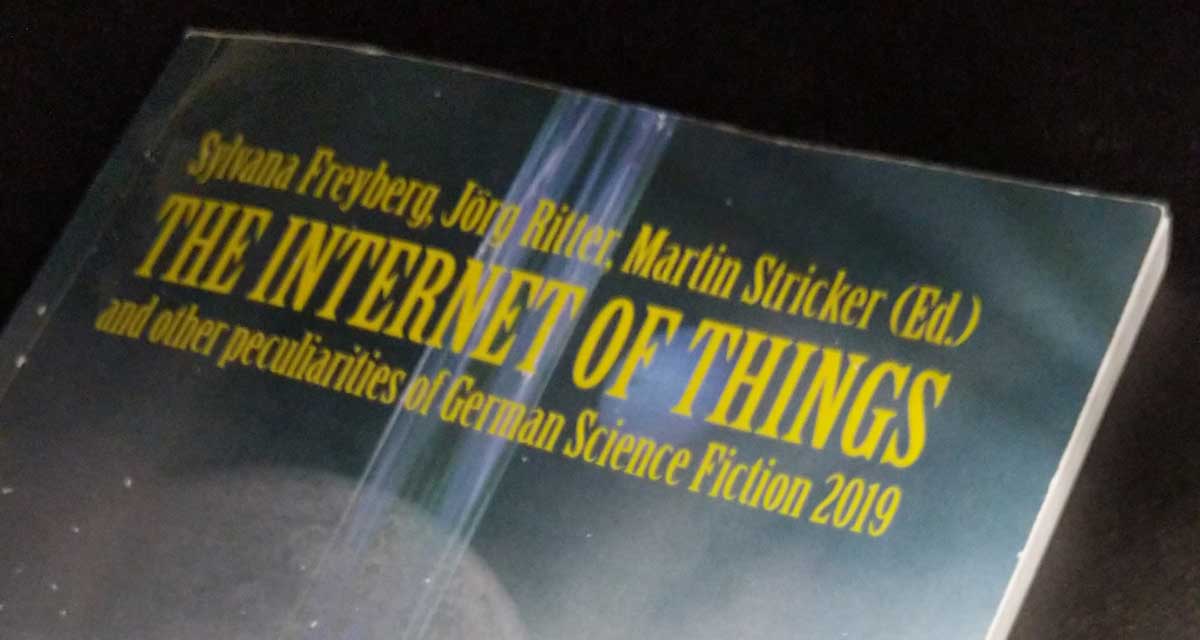 Sylvana Freyberg, Jörg Ritter, Martin Stricker (Ed.)
THE INTERNET OF THINGS
and other peculiarities of German Science Fiction 2019